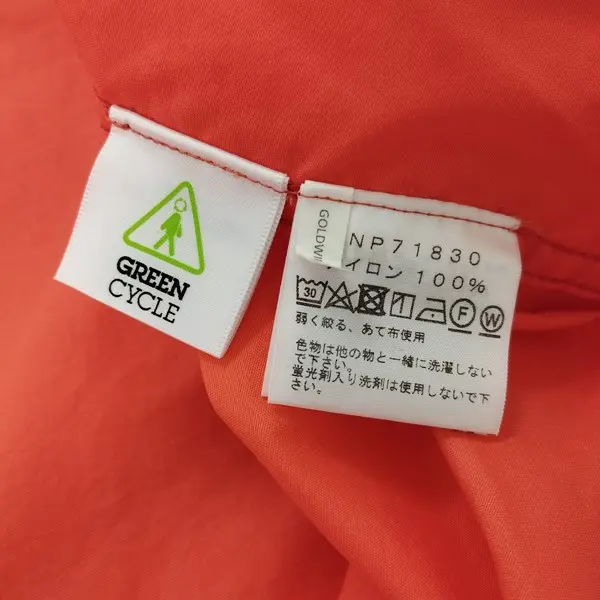 GREEN
CYCLE
GOLDWI
NP71830
イロン 100%
30
F
W
弱く絞る、あて布使用
色物は他の物と一緒に洗濯しない
で下さい。
蛍光剤入り洗剤は使用しないで下
さい。